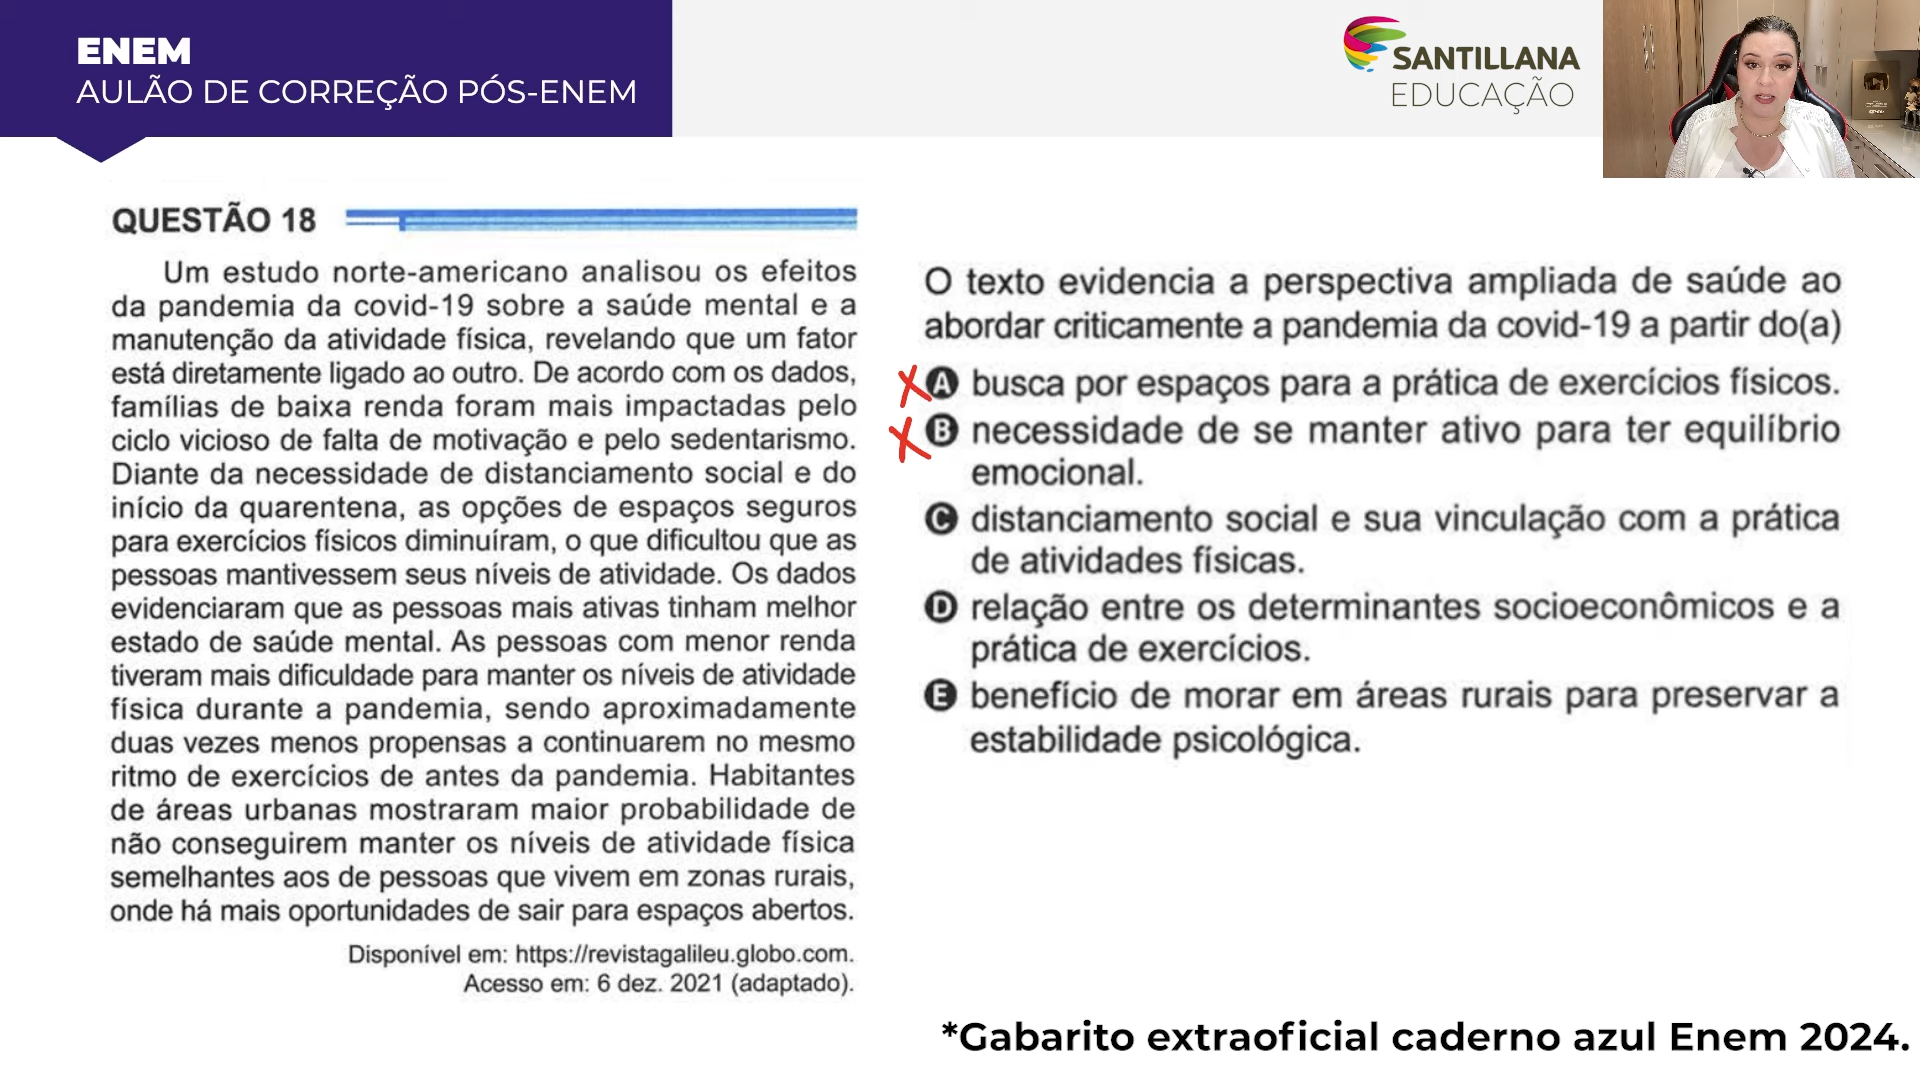 ENEM
AULÃO DE CORREÇÃO PÓS-ENEM
SANTILLANA
EDUCAÇÃO
QUESTÃO 18
Um estudo norte-americano analisou os efeitos
da pandemia da covid-19 sobre a saúde mental e a
manutenção da atividade física, revelando que um fator
está diretamente ligado ao outro. De acordo com os dados,
famílias de baixa renda foram mais impactadas pelo
ciclo vicioso de falta de motivação e pelo sedentarismo.
Diante da necessidade de distanciamento social e do
início da quarentena, as opções de espaços seguros
para exercícios físicos diminuíram, o que dificultou que as
pessoas mantivessem seus níveis de atividade. Os dados
evidenciaram que as pessoas mais ativas tinham melhor
estado de saúde mental. As pessoas com menor renda
tiveram mais dificuldade para manter os níveis de atividade
física durante a pandemia, sendo aproximadamente
duas vezes menos propensas a continuarem no mesmo
ritmo de exercícios de antes da pandemia. Habitantes
de áreas urbanas mostraram maior probabilidade de
não conseguirem manter os níveis de atividade física
semelhantes aos de pessoas que vivem em zonas rurais,
onde há mais oportunidades de sair para espaços abertos.
Disponível em: https://revistagalileu.globo.com.
Acesso em: 6 dez. 2021 (adaptado).
O texto evidencia a perspectiva ampliada de saúde ao
abordar criticamente a pandemia da covid-19 a partir do(a)
X A busca por espaços para a prática de exercícios físicos.
X B necessidade de se manter ativo para ter equilíbrio
emocional.
C distanciamento social e sua vinculação com a prática
de atividades físicas.
D relação entre os determinantes socioeconômicos e a
prática de exercícios.
E benefício de morar em áreas rurais para preservar a
estabilidade psicológica.
*Gabarito extraoficial caderno azul Enem 2024.